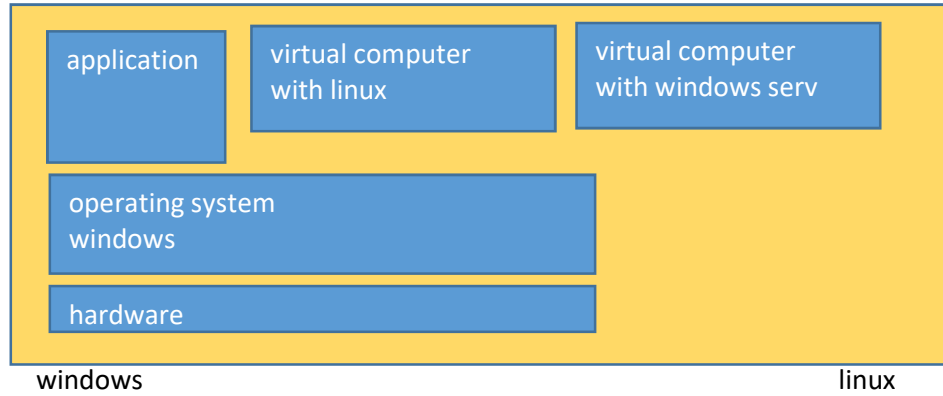 application
virtual computer
with linux
virtual computer
with windows serv
operating system
windows
hardware
windows
linux